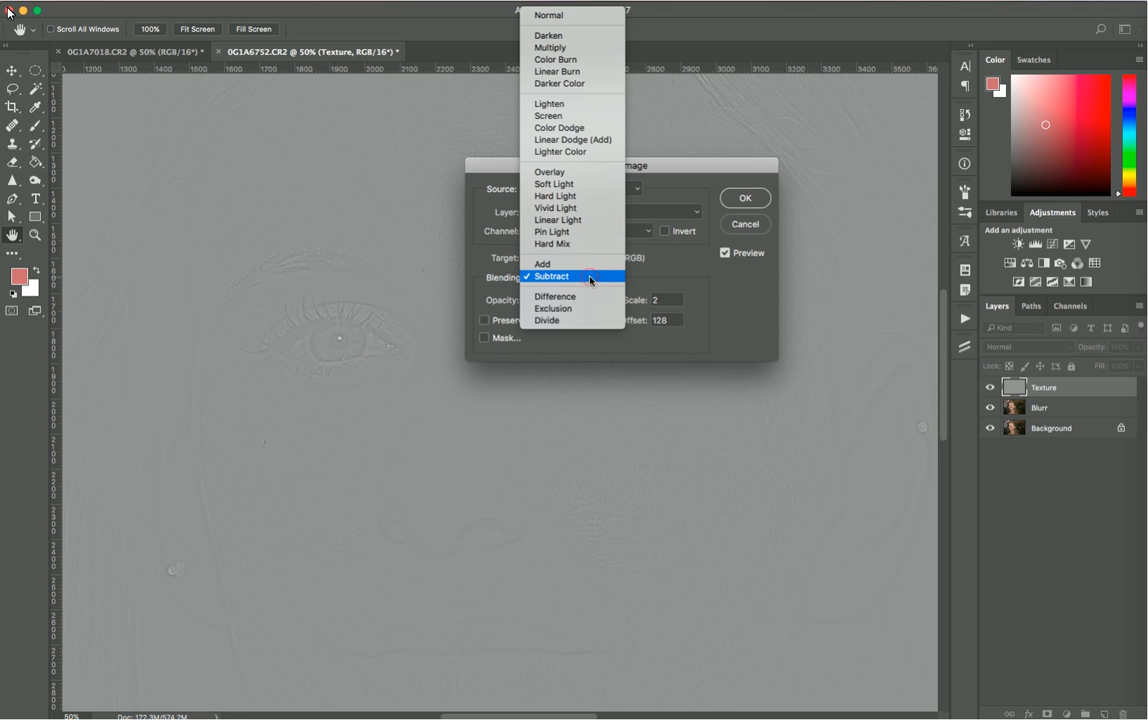 A
7
Scroll All Windows 100% Fit Screen Fill Screen
× 0G1A7018.CR2 @ 50% (RGB/16*) * × 0G1A6752.CR2 @ 50% (Texture, RGB/16*) *
1200 1300 1400 1500 1600 1700 1800 1900 2000 2100 2200 2300 2400 2800 2900 3000 3100 3200 3300 3400 3500 36
Normal
Darken
Multiply
Color Burn
Linear Burn
Darker Color
Lighten
Screen
Color Dodge
Linear Dodge (Add)
Lighter Color
Overlay
Soft Light
Hard Light
Vivid Light
Linear Light
Pin Light
Hard Mix
Add
✓ Subtract
Difference
Exclusion
Divide
mage
Source:
Layer:
Channel: Invert
Target: RGB)
Blending
Opacity: Scale: 2
Preser ffset: 128
Mask...
OK
Cancel
Preview
Color Swatches
Libraries Adjustments Styles
Add an adjustment
Layers Paths Channels
Kind
Normal Opacity: 100%
Lock: Fill: 100%
Texture
Blurr
Background
50% Doc: 172.3M/574.2M